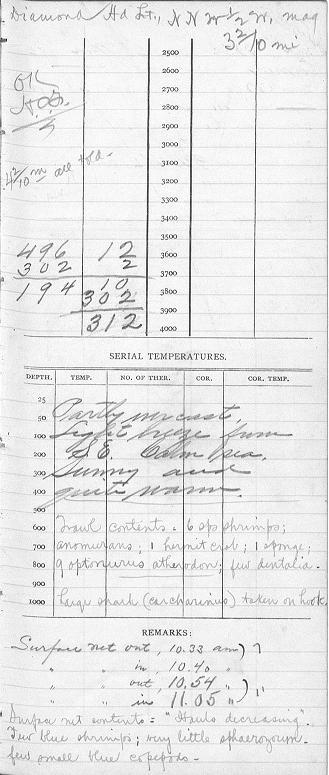 Diamond Hd Lt., N N W 1/2 W. mag
3 2/10 mi
2500
2600
2700
2800
2900
3000
3100
3200
3300
3400
3500
3600
3700
3800
3900
4000
OK
4 2/10 m all told.
496 12
302 2
194 10
302
312
SERIAL TEMPERATURES.
DEPTH. TEMP. NO. OF THER. COR. COR. TEMP.
25
50
100
200
300
400
500
600
700
800
900
1000
Partly overcast,
Light breeze from
S.E. Calm sea.
Sunny and
quite warm.
Trawl contents = 6 sps shrimps;
anomurans; 1 hermit crab; 1 sponge;
9 optonurus atherodon; few dentalia.
Large shark (carcharinus) taken on hook.
REMARKS:
Surface net out, 10.33 am) 7
" " in, 10.40 "
" " out, 10.54 " ) 11
" " in 11.05 "
Surface net contents = "Hauls decreasing".
Few blue shrimps; very little sphaerozoum.
few small blue copepods.